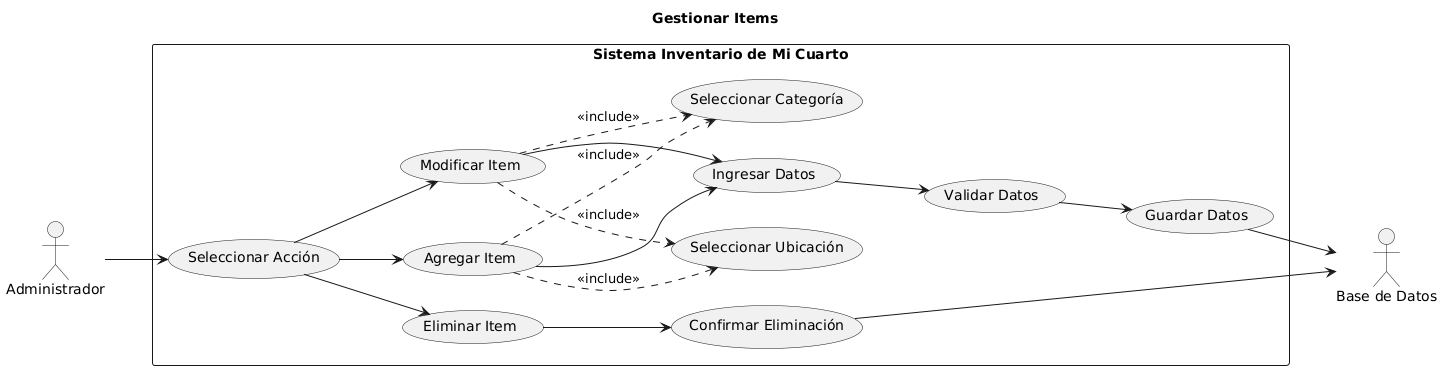 Gestionar Items
Sistema Inventario de Mi Cuarto
Seleccionar Categoría
«include»
«include»
Modificar Item
Ingresar Datos
Validar Datos
Guardar Datos
«include»
Seleccionar Acción
Agregar Item
Seleccionar Ubicación
«include»
Administrador
Base de Datos
Eliminar Item
Confirmar Eliminación